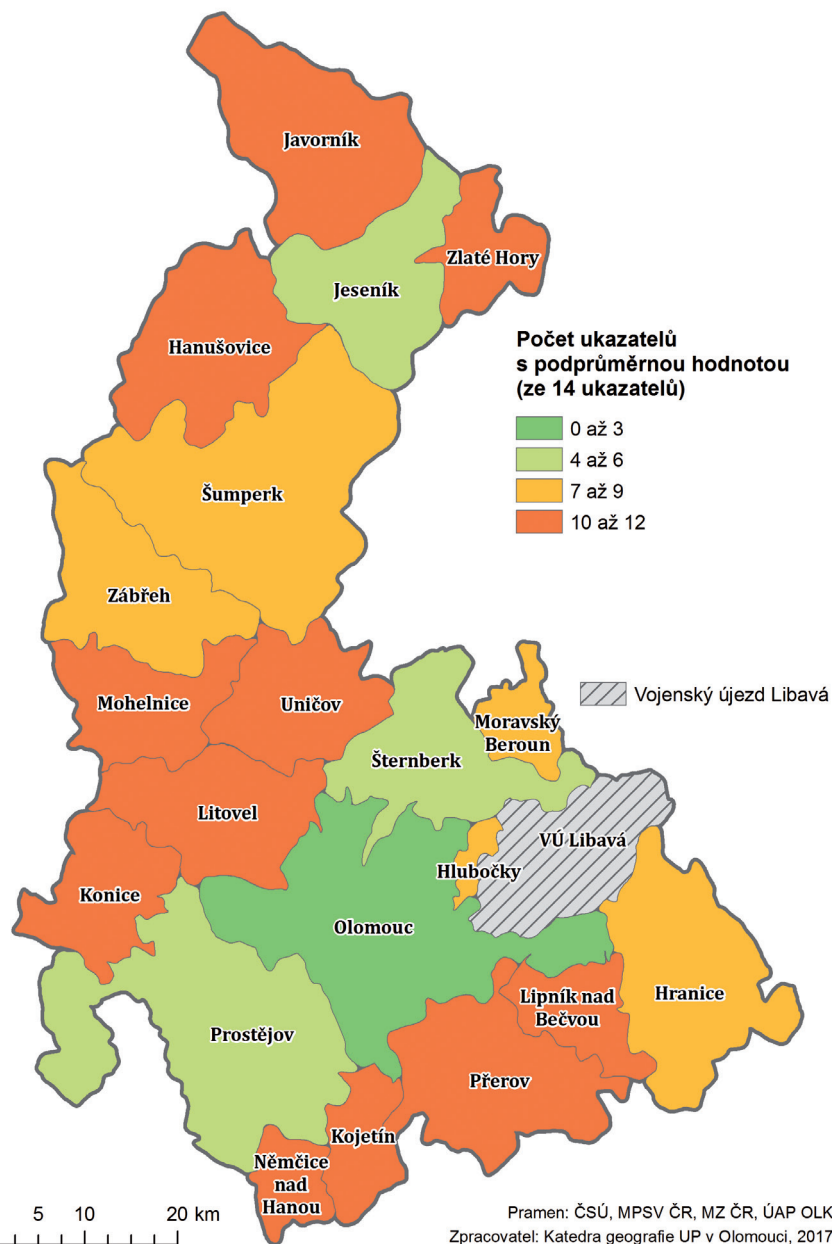 Javorník
Zlaté Hory
Jeseník
Hanušovice
Počet ukazatelů
s podprůměrnou hodnotou
(ze 14 ukazatelů)
0 až 3
4 až 6
7 až 9
10 až 12
Šumperk
Zábřeh
Mohelnice
Uničov
Vojenský újezd Libavá
Moravský
Beroun
Šternberk
Litovel
VÚ Libavá
Hlubočky
Konice
Olomouc
Lipník nad
Bečvou
Hranice
Prostějov
Přerov
Kojetín
Němčice
nad
Hanou
5 10 20 km
Pramen: ČSÚ, MPSV ČR, MZ ČR, ÚAP OLK
Zpracovatel: Katedra geografie UP v Olomouci, 2017